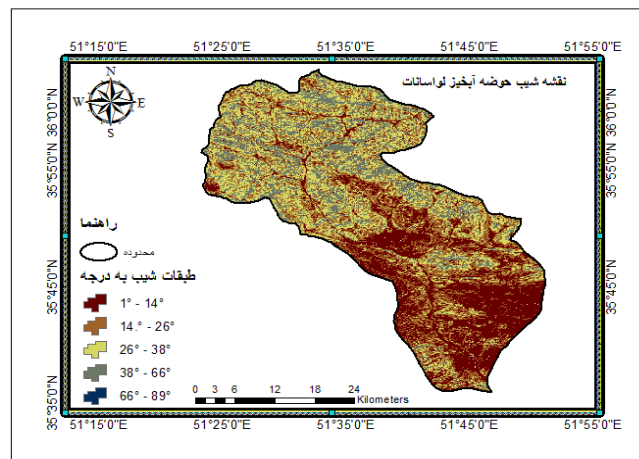 51°15'0"E 51°25'0"E 51°35'0"E 51°45'0"E 51°55'0"E
نقشه شیب حوضه آبخیز لواسانات
N
W E
S
36°0'0"N 36°0'0"N
35°55'0"N 35°55'0"N
35°45'0"N 35°45'0"N
35°35'0"N 35°35'0"N
راهنما
محدوده
طبقات شیب به درجه
1° - 14°
14.° - 26°
26° - 38°
38° - 66°
66° - 89°
0 3 6 12 18 24
Kilometers
51°15'0"E 51°25'0"E 51°35'0"E 51°45'0"E 51°55'0"E